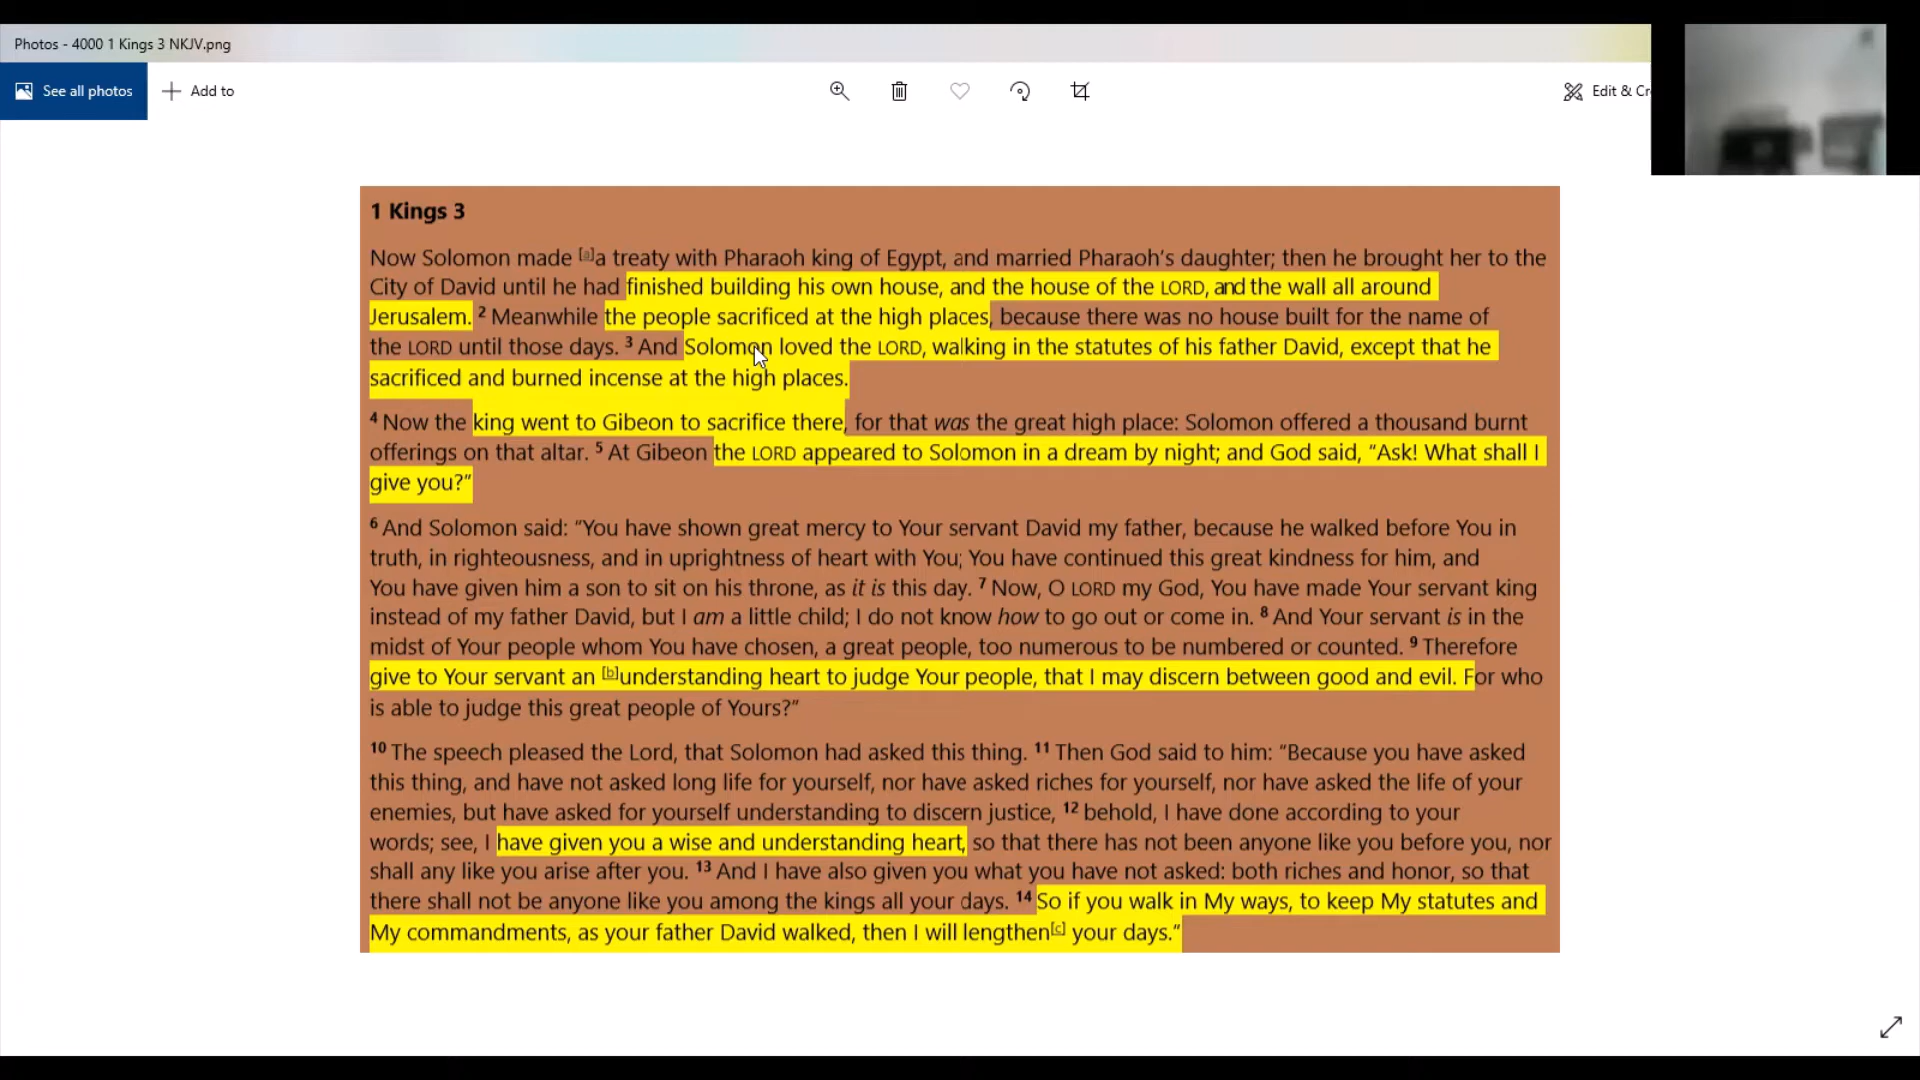 Photos - 4000 1 Kings 3 NKJV.png
See all photos
Add to
Edit & Cr
1 Kings 3
Now Solomon made [a]a treaty with Pharaoh king of Egypt, and married Pharaoh’s daughter; then he brought her to the
City of David until he had finished building his own house, and the house of the LORD, and the wall all around
Jerusalem. 2 Meanwhile the people sacrificed at the high places, because there was no house built for the name of
the LORD until those days. 3 And Solomon loved the LORD, walking in the statutes of his father David, except that he
sacrificed and burned incense at the high places.
4 Now the king went to Gibeon to sacrifice there, for that was the great high place: Solomon offered a thousand burnt
offerings on that altar. 5 At Gibeon the LORD appeared to Solomon in a dream by night; and God said, “Ask! What shall I
give you?”
6 And Solomon said: “You have shown great mercy to Your servant David my father, because he walked before You in
truth, in righteousness, and in uprightness of heart with You; You have continued this great kindness for him, and
You have given him a son to sit on his throne, as it is this day. 7 Now, O LORD my God, You have made Your servant king
instead of my father David, but I am a little child; I do not know how to go out or come in. 8 And Your servant is in the
midst of Your people whom You have chosen, a great people, too numerous to be numbered or counted. 9 Therefore
give to Your servant an [b]understanding heart to judge Your people, that I may discern between good and evil. For who
is able to judge this great people of Yours?”
10 The speech pleased the Lord, that Solomon had asked this thing. 11 Then God said to him: “Because you have asked
this thing, and have not asked long life for yourself, nor have asked riches for yourself, nor have asked the life of your
enemies, but have asked for yourself understanding to discern justice, 12 behold, I have done according to your
words; see, I have given you a wise and understanding heart, so that there has not been anyone like you before you, nor
shall any like you arise after you. 13 And I have also given you what you have not asked: both riches and honor, so that
there shall not be anyone like you among the kings all your days. 14 So if you walk in My ways, to keep My statutes and
My commandments, as your father David walked, then I will lengthen[c] your days.”